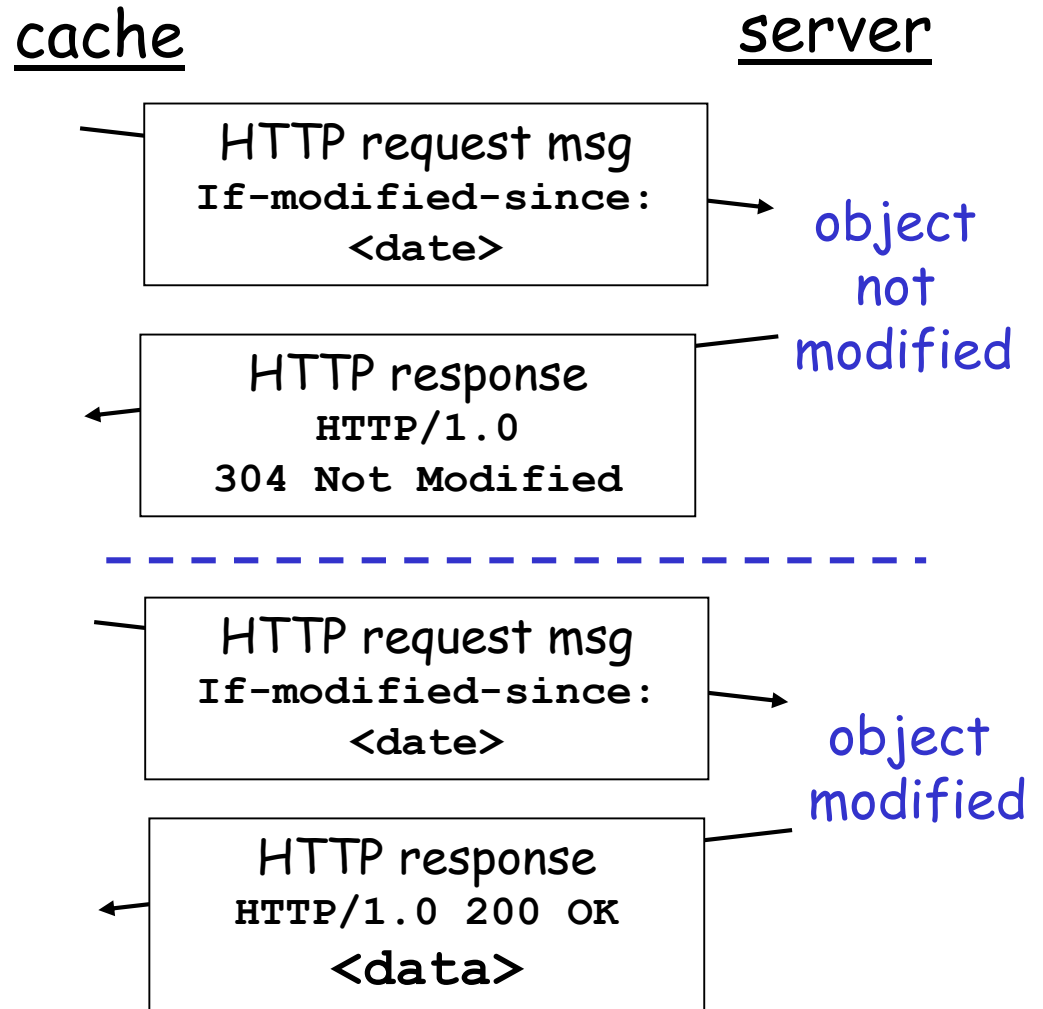 cache
server
HTTP request msg
If-modified-since:
<date>
object
not
modified
HTTP response
HTTP/1.0
304 Not Modified
HTTP request msg
If-modified-since:
<date>
object
modified
HTTP response
HTTP/1.0 200 OK
<data>